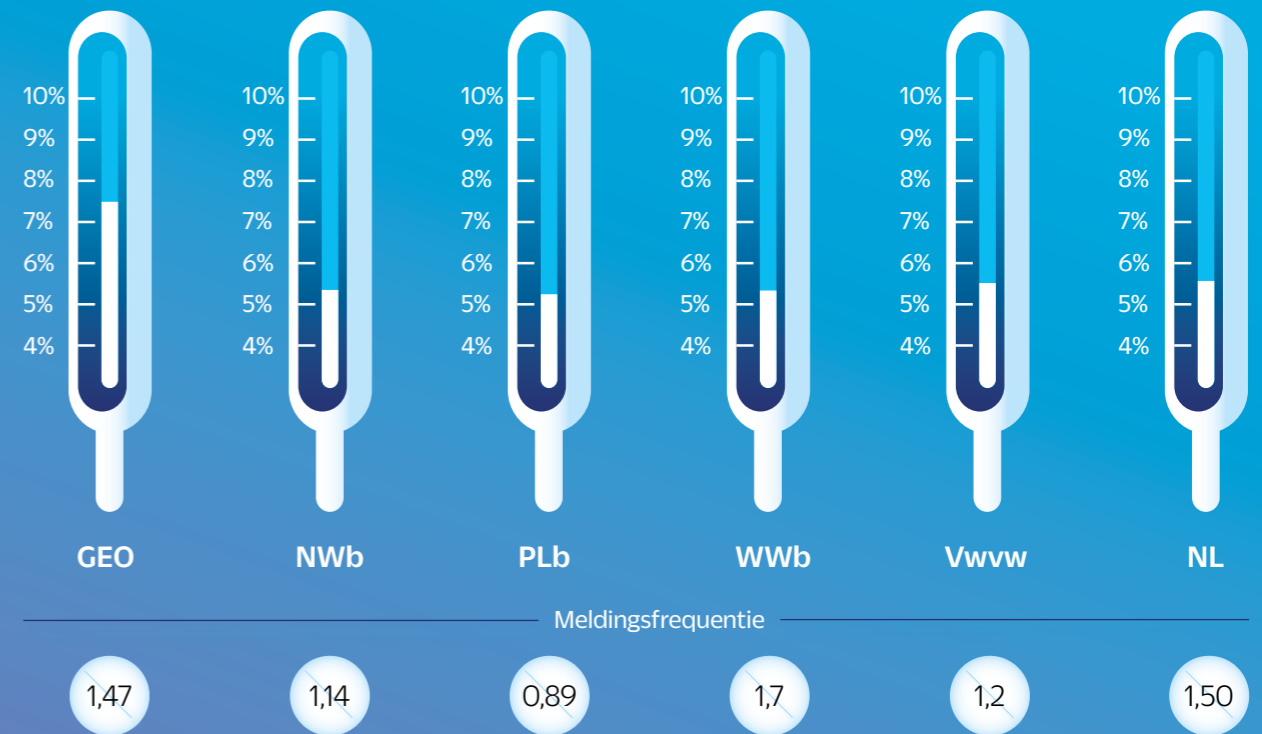 10% 10% 10% 10% 10% 10%
9% 9% 9% 9% 9% 9%
8% 8% 8% 8% 8% 8%
7% 7% 7% 7% 7% 7%
6% 6% 6% 6% 6% 6%
5% 5% 5% 5% 5% 5%
4% 4% 4% 4% 4% 4%
GEO NWb PLb WWb Vwvw NL
Meldingsfrequentie
1,47 1,14 0,89 1,7 1,2 1,50